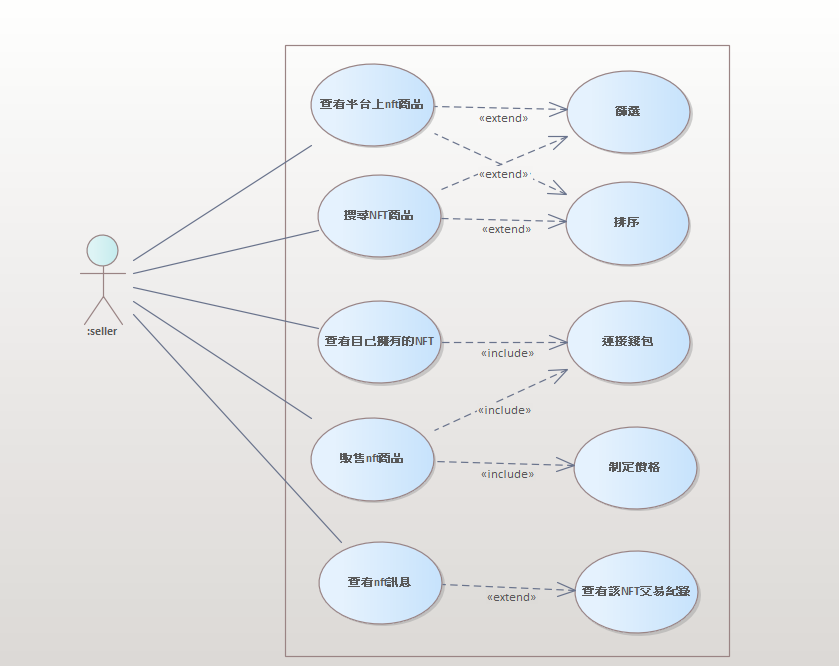 查看平台上nft商品
«extend»
篩選
«extend»
搜尋NFT商品
«extend»
排序
:seller
查看自己擁有的NFT
«include»
連接錢包
«include»
販售nft商品
«include»
制定價格
查看nft訊息
«extend»
查看該NFT交易紀錄